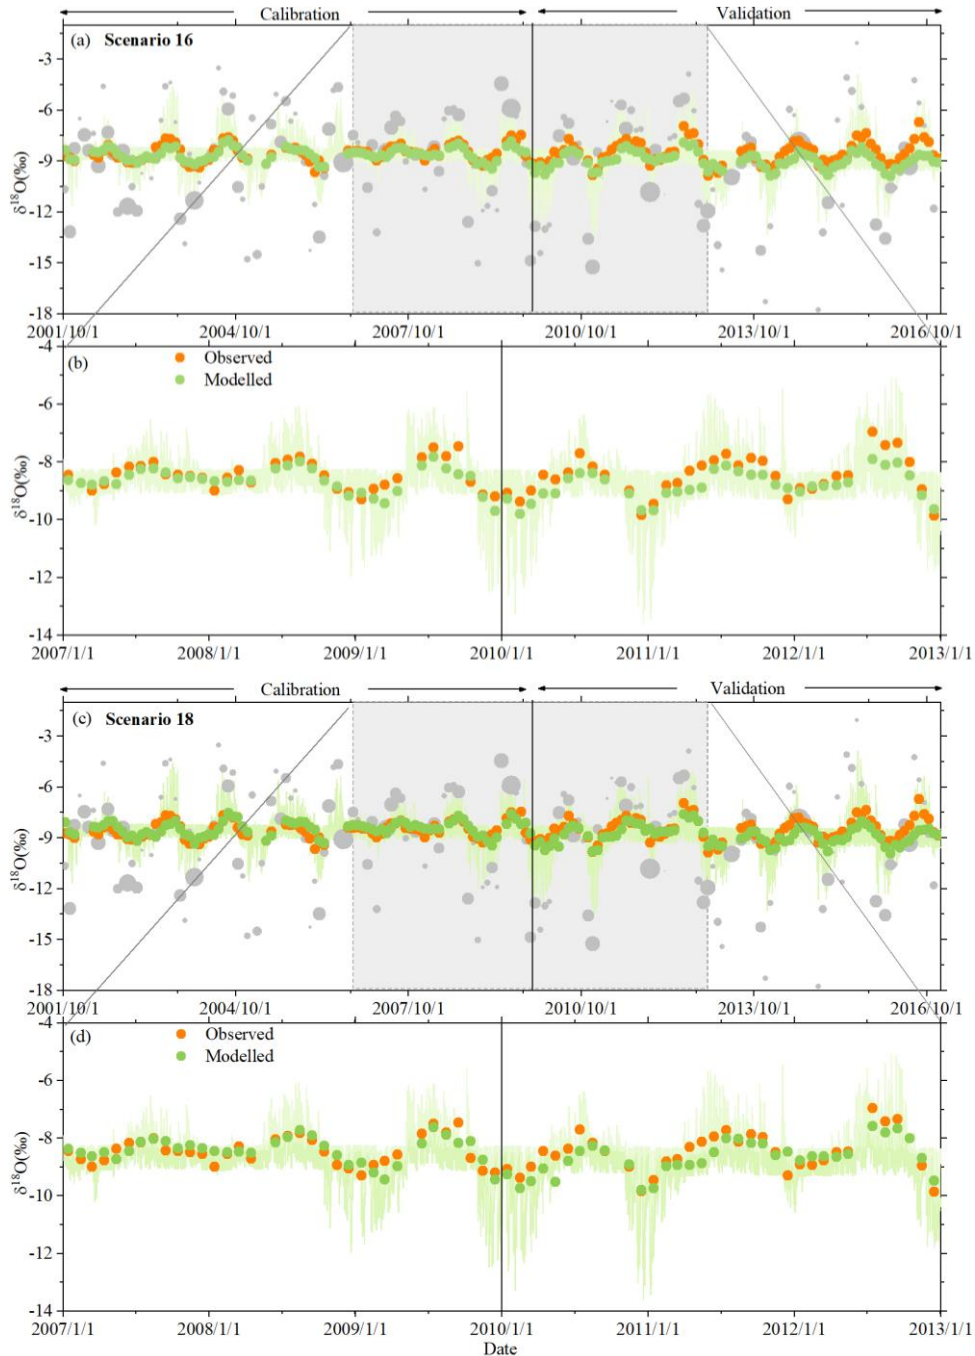 Calibration Validation
(a) Scenario 16
-3
-6
-9
-12
-15
-18
δ¹⁸O(‰)
2001/10/1 2004/10/1 2007/10/1 2010/10/1 2013/10/1 2016/10/1
-4
(b)
Observed
Modelled
-6
-8
-10
-12
-14
δ¹⁸O(‰)
2007/1/1 2008/1/1 2009/1/1 2010/1/1 2011/1/1 2012/1/1 2013/1/1
Calibration Validation
(c) Scenario 18
-3
-6
-9
-12
-15
-18
δ¹⁸O(‰)
2001/10/1 2004/10/1 2007/10/1 2010/10/1 2013/10/1 2016/10/1
-4
(d)
Observed
Modelled
-6
-8
-10
-12
-14
δ¹⁸O(‰)
2007/1/1 2008/1/1 2009/1/1 2010/1/1 2011/1/1 2012/1/1 2013/1/1
Date